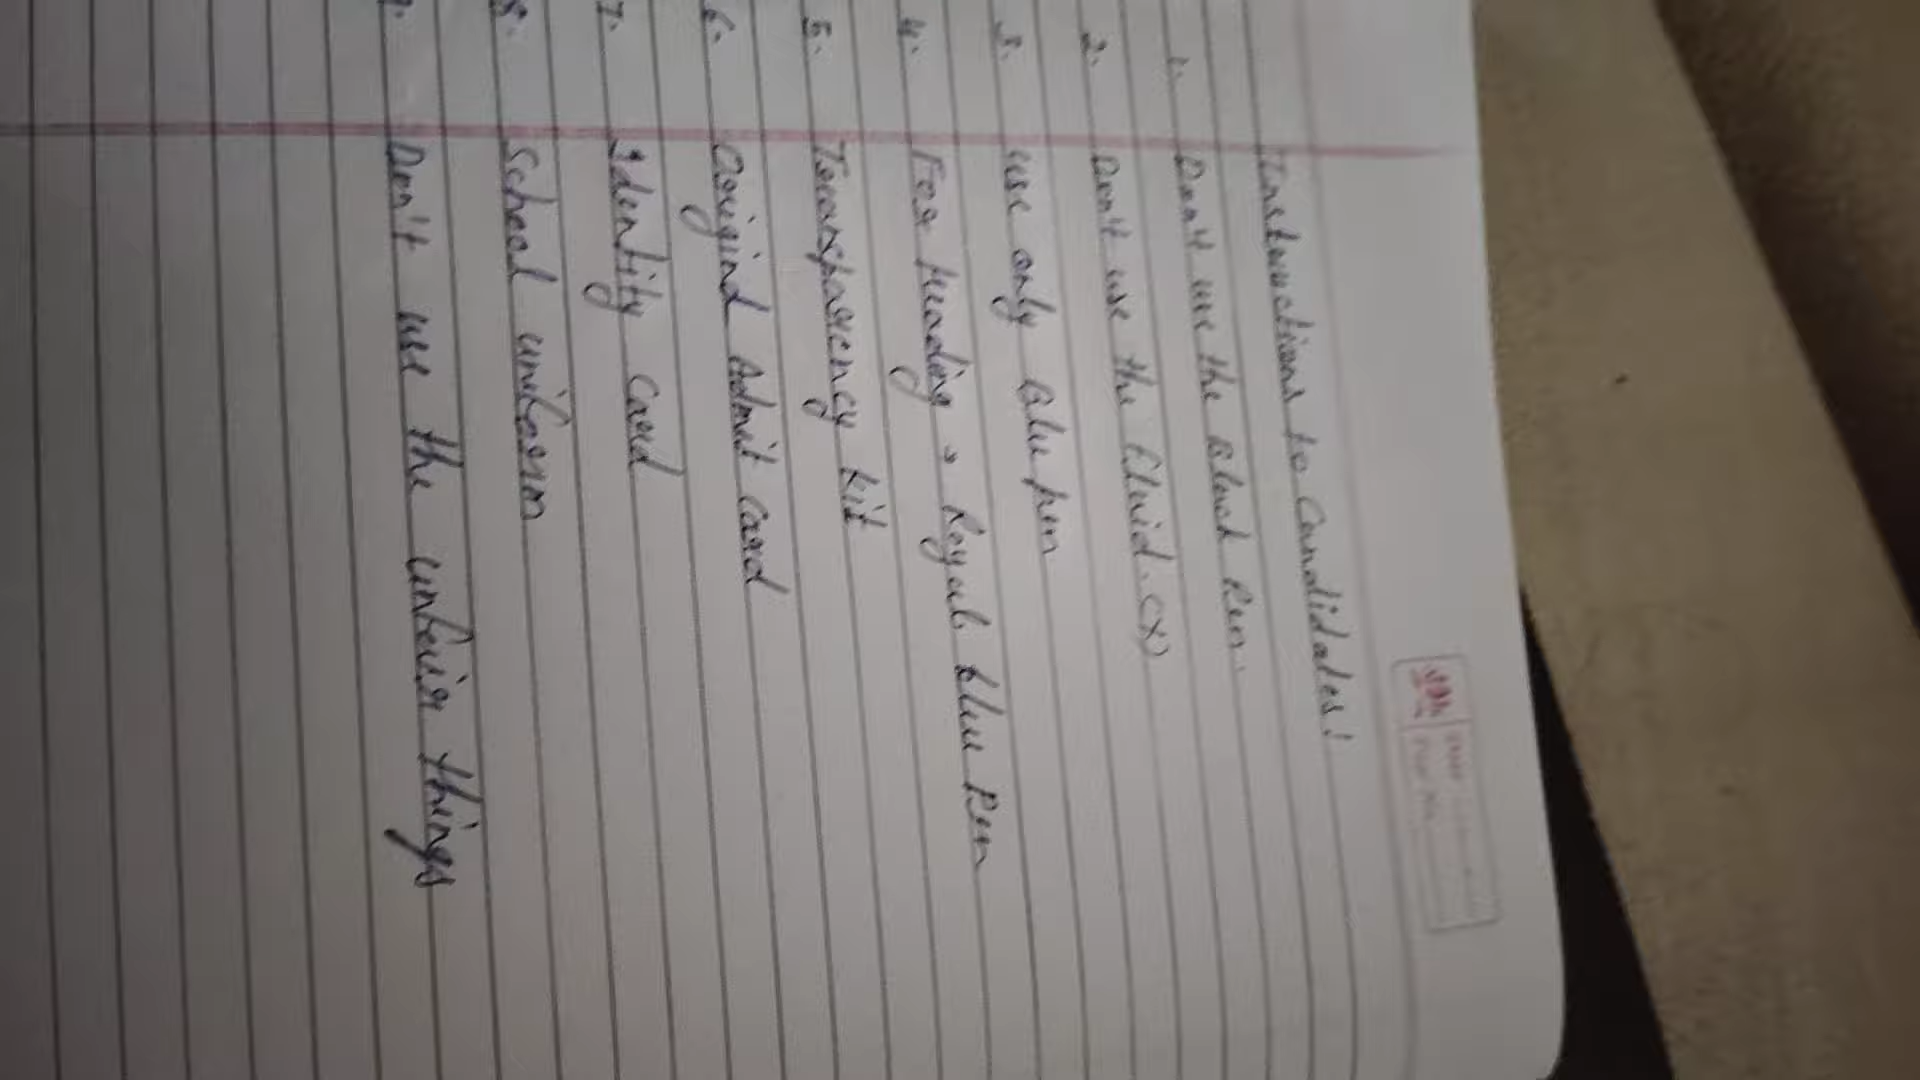 Instructions to Candidates!
1. Don't use the Black Pen.
2. Don't use the fluid. (X)
3. use only Blue pen
4. For heading → Royal blue Pen
5. Transparency kit
6. Original Admit card
7. Identity card
8. School uniform
9. Don't use the unfair things